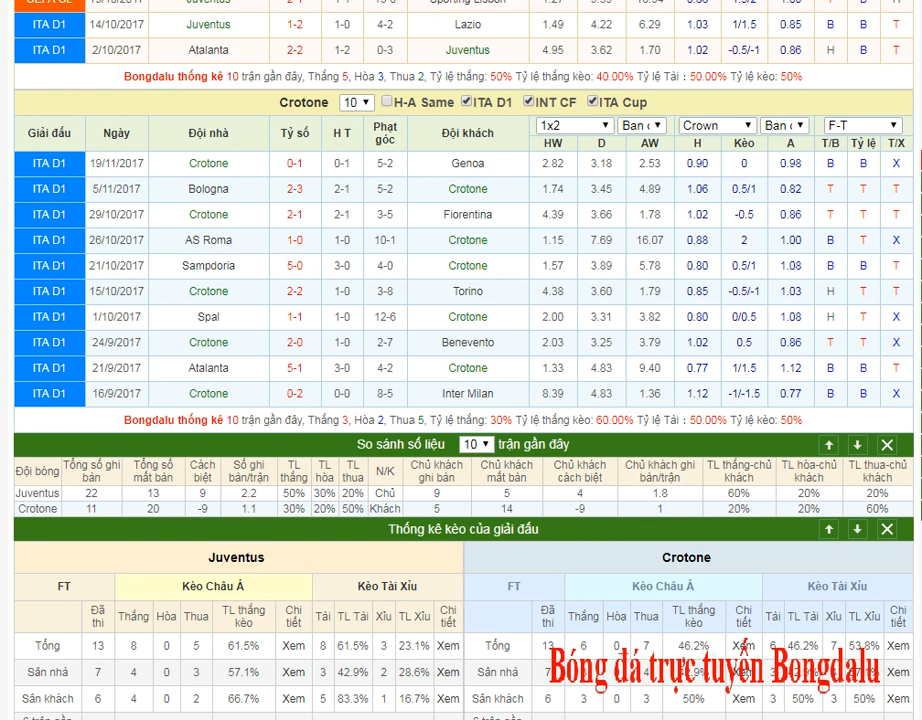 ITA D1 14/10/2017 Juventus 1-2 1-0 4-2 Lazio 1.49 4.22 6.29 1.03 1/1.5 0.85 B B T
ITA D1 2/10/2017 Atalanta 2-2 1-2 0-3 Juventus 4.95 3.62 1.70 1.02 -0.5/-1 0.86 H B T
Bongdalu thống kê 10 trận gần đây, Thắng 5, Hòa 3, Thua 2, Tỷ lệ thắng: 50% Tỷ lệ thắng kèo: 40.00% Tỷ lệ Tài : 50.00% Tỷ lệ kèo: 50%
Crotone 10 H-A Same ITA D1 INT CF ITA Cup
Giải đấu Ngày Đội nhà Tỷ số H T Phạt góc Đội khách 1x2 Ban c Crown Ban c F-T
HW D AW H Kèo A T/B Tỷ lệ T/X
ITA D1 19/11/2017 Crotone 0-1 0-1 5-2 Genoa 2.82 3.18 2.53 0.90 0 0.98 B B X
ITA D1 5/11/2017 Bologna 2-3 2-1 5-2 Crotone 1.74 3.45 4.89 1.06 0.5/1 0.82 T T T
ITA D1 29/10/2017 Crotone 2-1 2-1 3-5 Fiorentina 4.39 3.66 1.78 1.02 -0.5 0.86 T T T
ITA D1 26/10/2017 AS Roma 1-0 1-0 10-1 Crotone 1.15 7.69 16.07 0.88 2 1.00 B T X
ITA D1 21/10/2017 Sampdoria 5-0 3-0 4-0 Crotone 1.57 3.89 5.78 0.80 0.5/1 1.08 B B T
ITA D1 15/10/2017 Crotone 2-2 1-0 3-8 Torino 4.38 3.60 1.79 0.85 -0.5/-1 1.03 H T T
ITA D1 1/10/2017 Spal 1-1 1-0 12-6 Crotone 2.00 3.31 3.82 0.80 0/0.5 1.08 H T X
ITA D1 24/9/2017 Crotone 2-0 1-0 2-7 Benevento 2.03 3.25 3.79 1.02 0.5 0.86 T T X
ITA D1 21/9/2017 Atalanta 5-1 3-0 4-2 Crotone 1.33 4.83 9.40 0.77 1/1.5 1.12 B B T
ITA D1 16/9/2017 Crotone 0-2 0-0 8-5 Inter Milan 8.39 4.83 1.36 1.12 -1/-1.5 0.77 B B X
Bongdalu thống kê 10 trận gần đây, Thắng 3, Hòa 2, Thua 5, Tỷ lệ thắng: 30% Tỷ lệ thắng kèo: 60.00% Tỷ lệ Tài : 50.00% Tỷ lệ kèo: 50%
So sánh số liệu 10 trận gần đây
Đội bóng Tổng số ghi bán Tổng số mất bán Cách biệt Số ghi bán/trận TL thắng TL hòa TL thua N/K Chủ khách ghi bàn Chủ khách mất bàn Chủ khách cách biệt Chủ khách ghi bàn/trận TL thắng-chủ khách TL hòa-chủ khách TL thua-chủ khách
Juventus 22 13 9 2.2 50% 30% 20% Chủ 9 5 4 1.8 60% 20% 20%
Crotone 11 20 -9 1.1 30% 20% 50% Khách 5 14 -9 1 20% 20% 60%
Thống kê kèo của giải đấu
Juventus Crotone
FT Kèo Châu Á Kèo Tài Xỉu FT Kèo Châu Á Kèo Tài Xỉu
Đã thi Thắng Hòa Thua TL thắng kèo Chi tiết Tài TL Tài Xỉu TL Xỉu Chi tiết Đã thi Thắng Hòa Thua TL thắng kèo Chi tiết Tài TL Tài Xỉu TL Xỉu Chi tiết
Tổng 13 8 0 5 61.5% Xem 8 61.5% 3 23.1% Xem Tổng 13 6 0 7 46.2% Xem 6 46.2% 7 53.8% Xem
Sân nhà 7 4 0 3 57.1% Xem 3 42.9% 2 28.6% Xem Sân nhà Xem
Bóng đá trực tuyến Bongdalu
Sân khách 6 4 0 2 66.7% Xem 5 83.3% 1 16.7% Xem Sân khách 6 3 0 3 50% Xem 3 50% 3 50% Xem